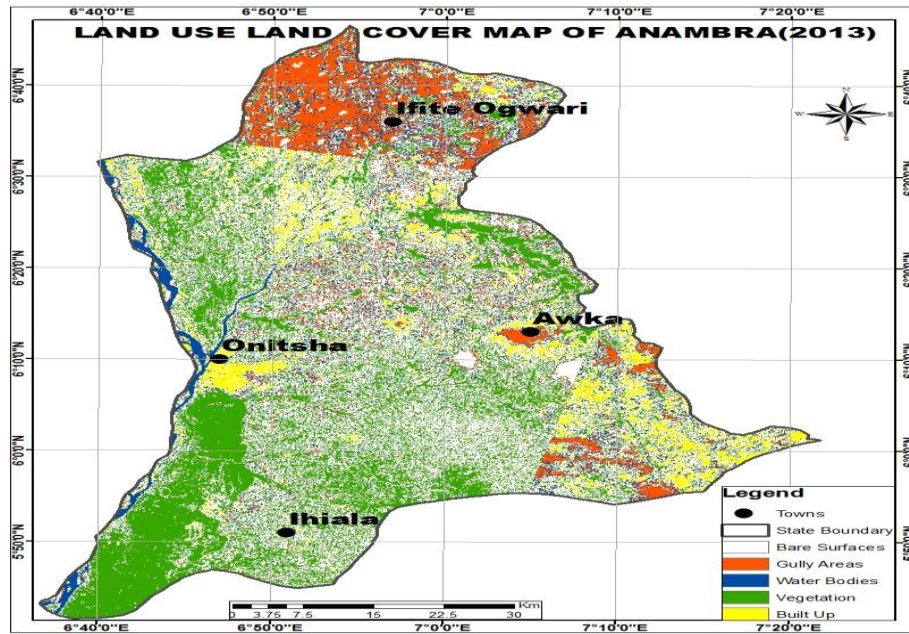 6°40'0"E 6°50'0"E 7°0'0"E 7°10'0"E 7°20'0"E
LAND USE LAND COVER MAP OF ANAMBRA(2013)
6°40'0"N
Ifite Ogwari
N
W E
S
6°30'0"N
6°20'0"N
Awka
Onitsha
6°10'0"N
6°0'0"N
Legend
Towns
State Boundary
Bare Surfaces
Gully Areas
Water Bodies
Vegetation
Built Up
Ihiala
5°50'0"N
Km
0 3.75 7.5 15 22.5 30
6°40'0"E 6°50'0"E 7°0'0"E 7°10'0"E 7°20'0"E